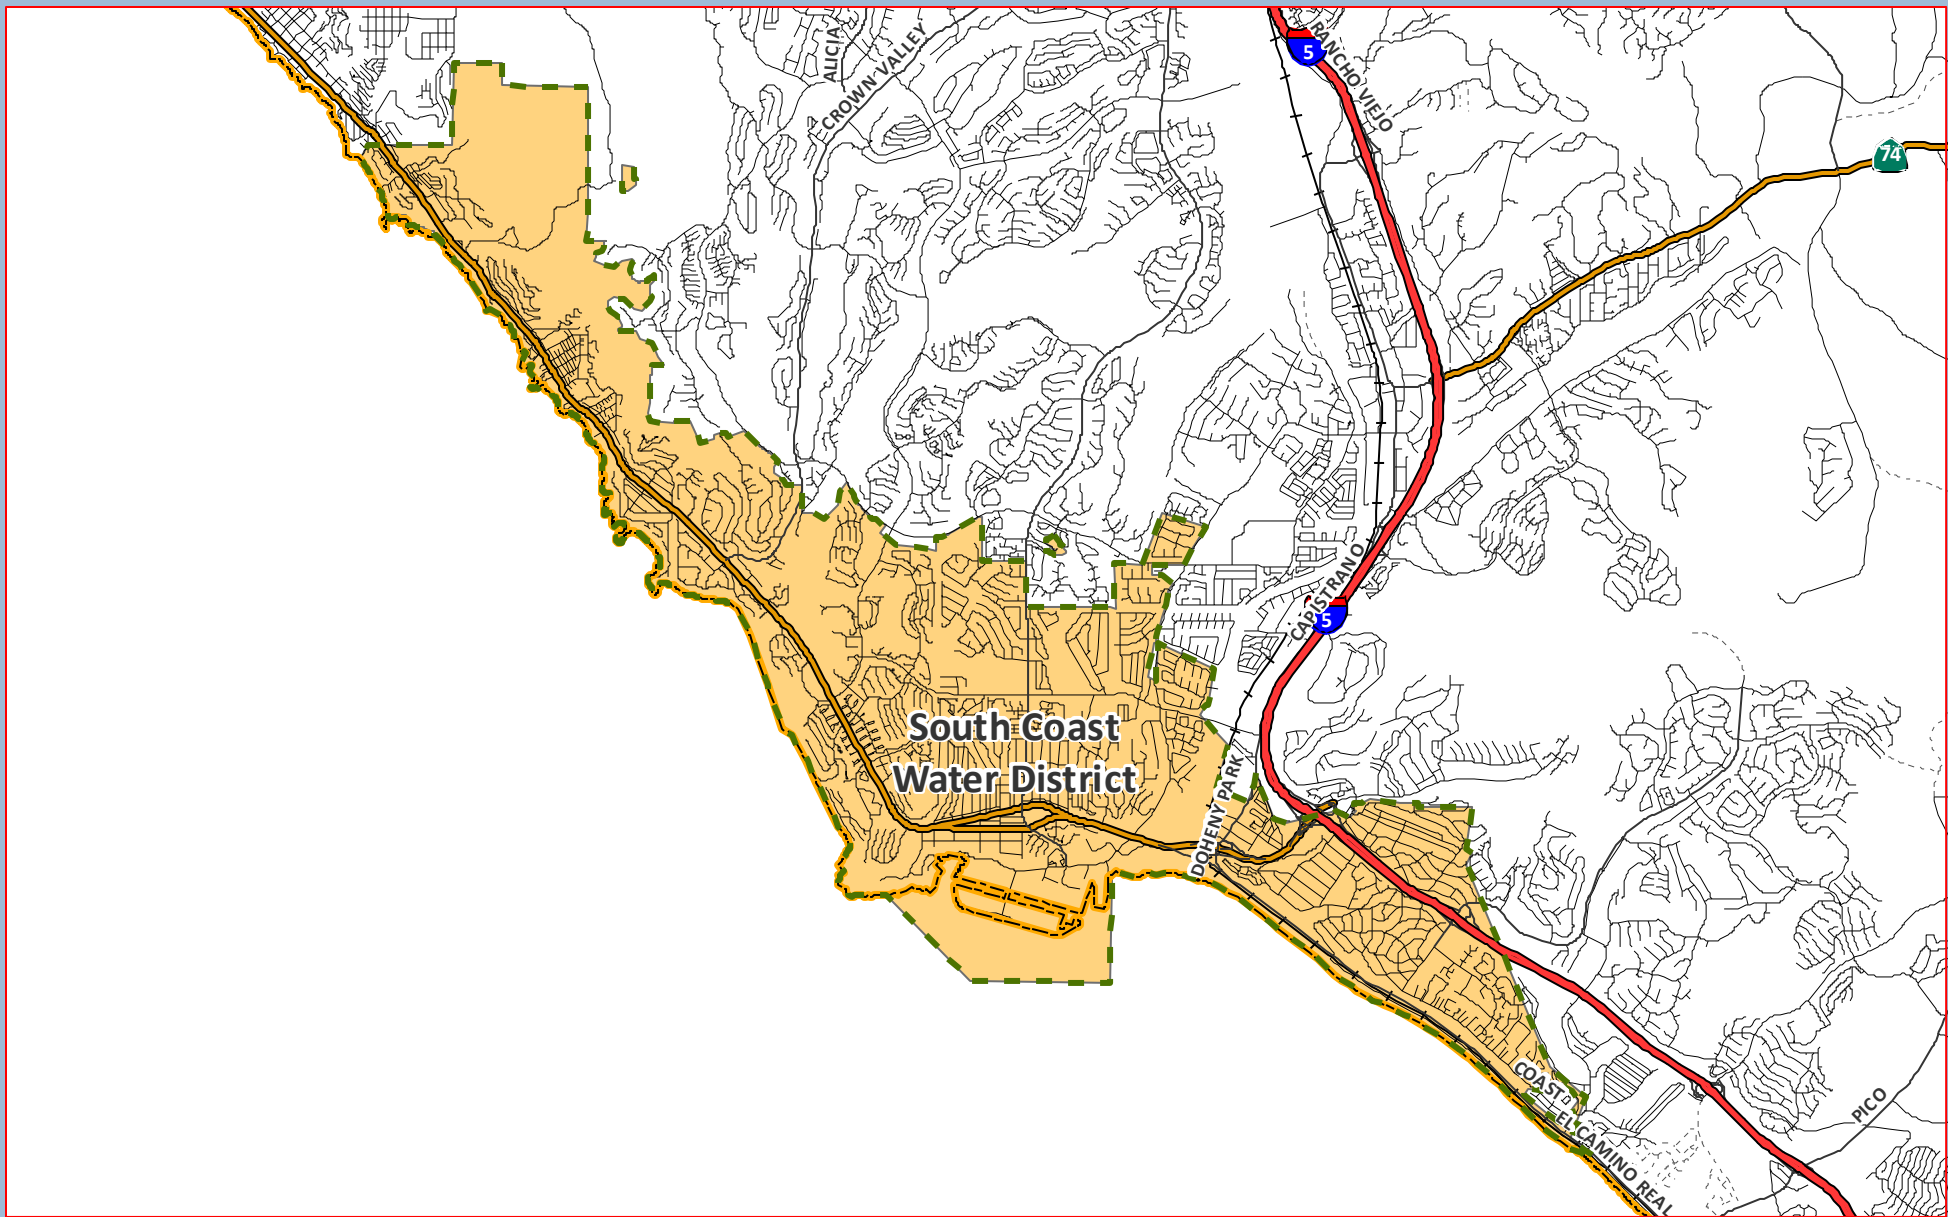 ALICIA
CROWN VALLEY
5
RANCHO VIEJO
74
CAPISTRANO
5
South Coast
Water District
DOHENY PARK
COAST
EL CAMINO REAL
PICO